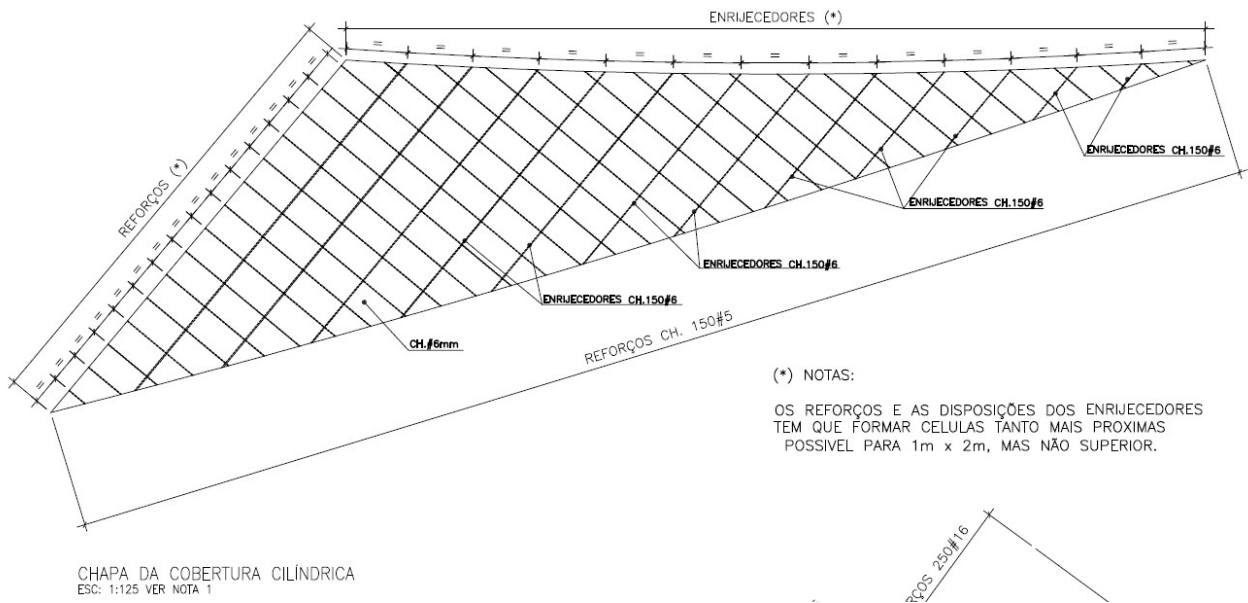 ENRIJECEDORES (*)
= = = = = = = = = = = = =
REFORÇOS (*)
= = = = = = = = = = = = =
ENRIJECEDORES CH.150#6
ENRIJECEDORES CH.150#6
ENRIJECEDORES CH.150#6
ENRIJECEDORES CH.150#6
CH.#6mm
REFORÇOS CH. 150#5
(*) NOTAS:
OS REFORÇOS E AS DISPOSIÇÕES DOS ENRIJECEDORES
TEM QUE FORMAR CELULAS TANTO MAIS PROXIMAS
POSSIVEL PARA 1m x 2m, MAS NÃO SUPERIOR.
CHAPA DA COBERTURA CILÍNDRICA
ESC: 1:125 VER NOTA 1
RÇOS 250#16